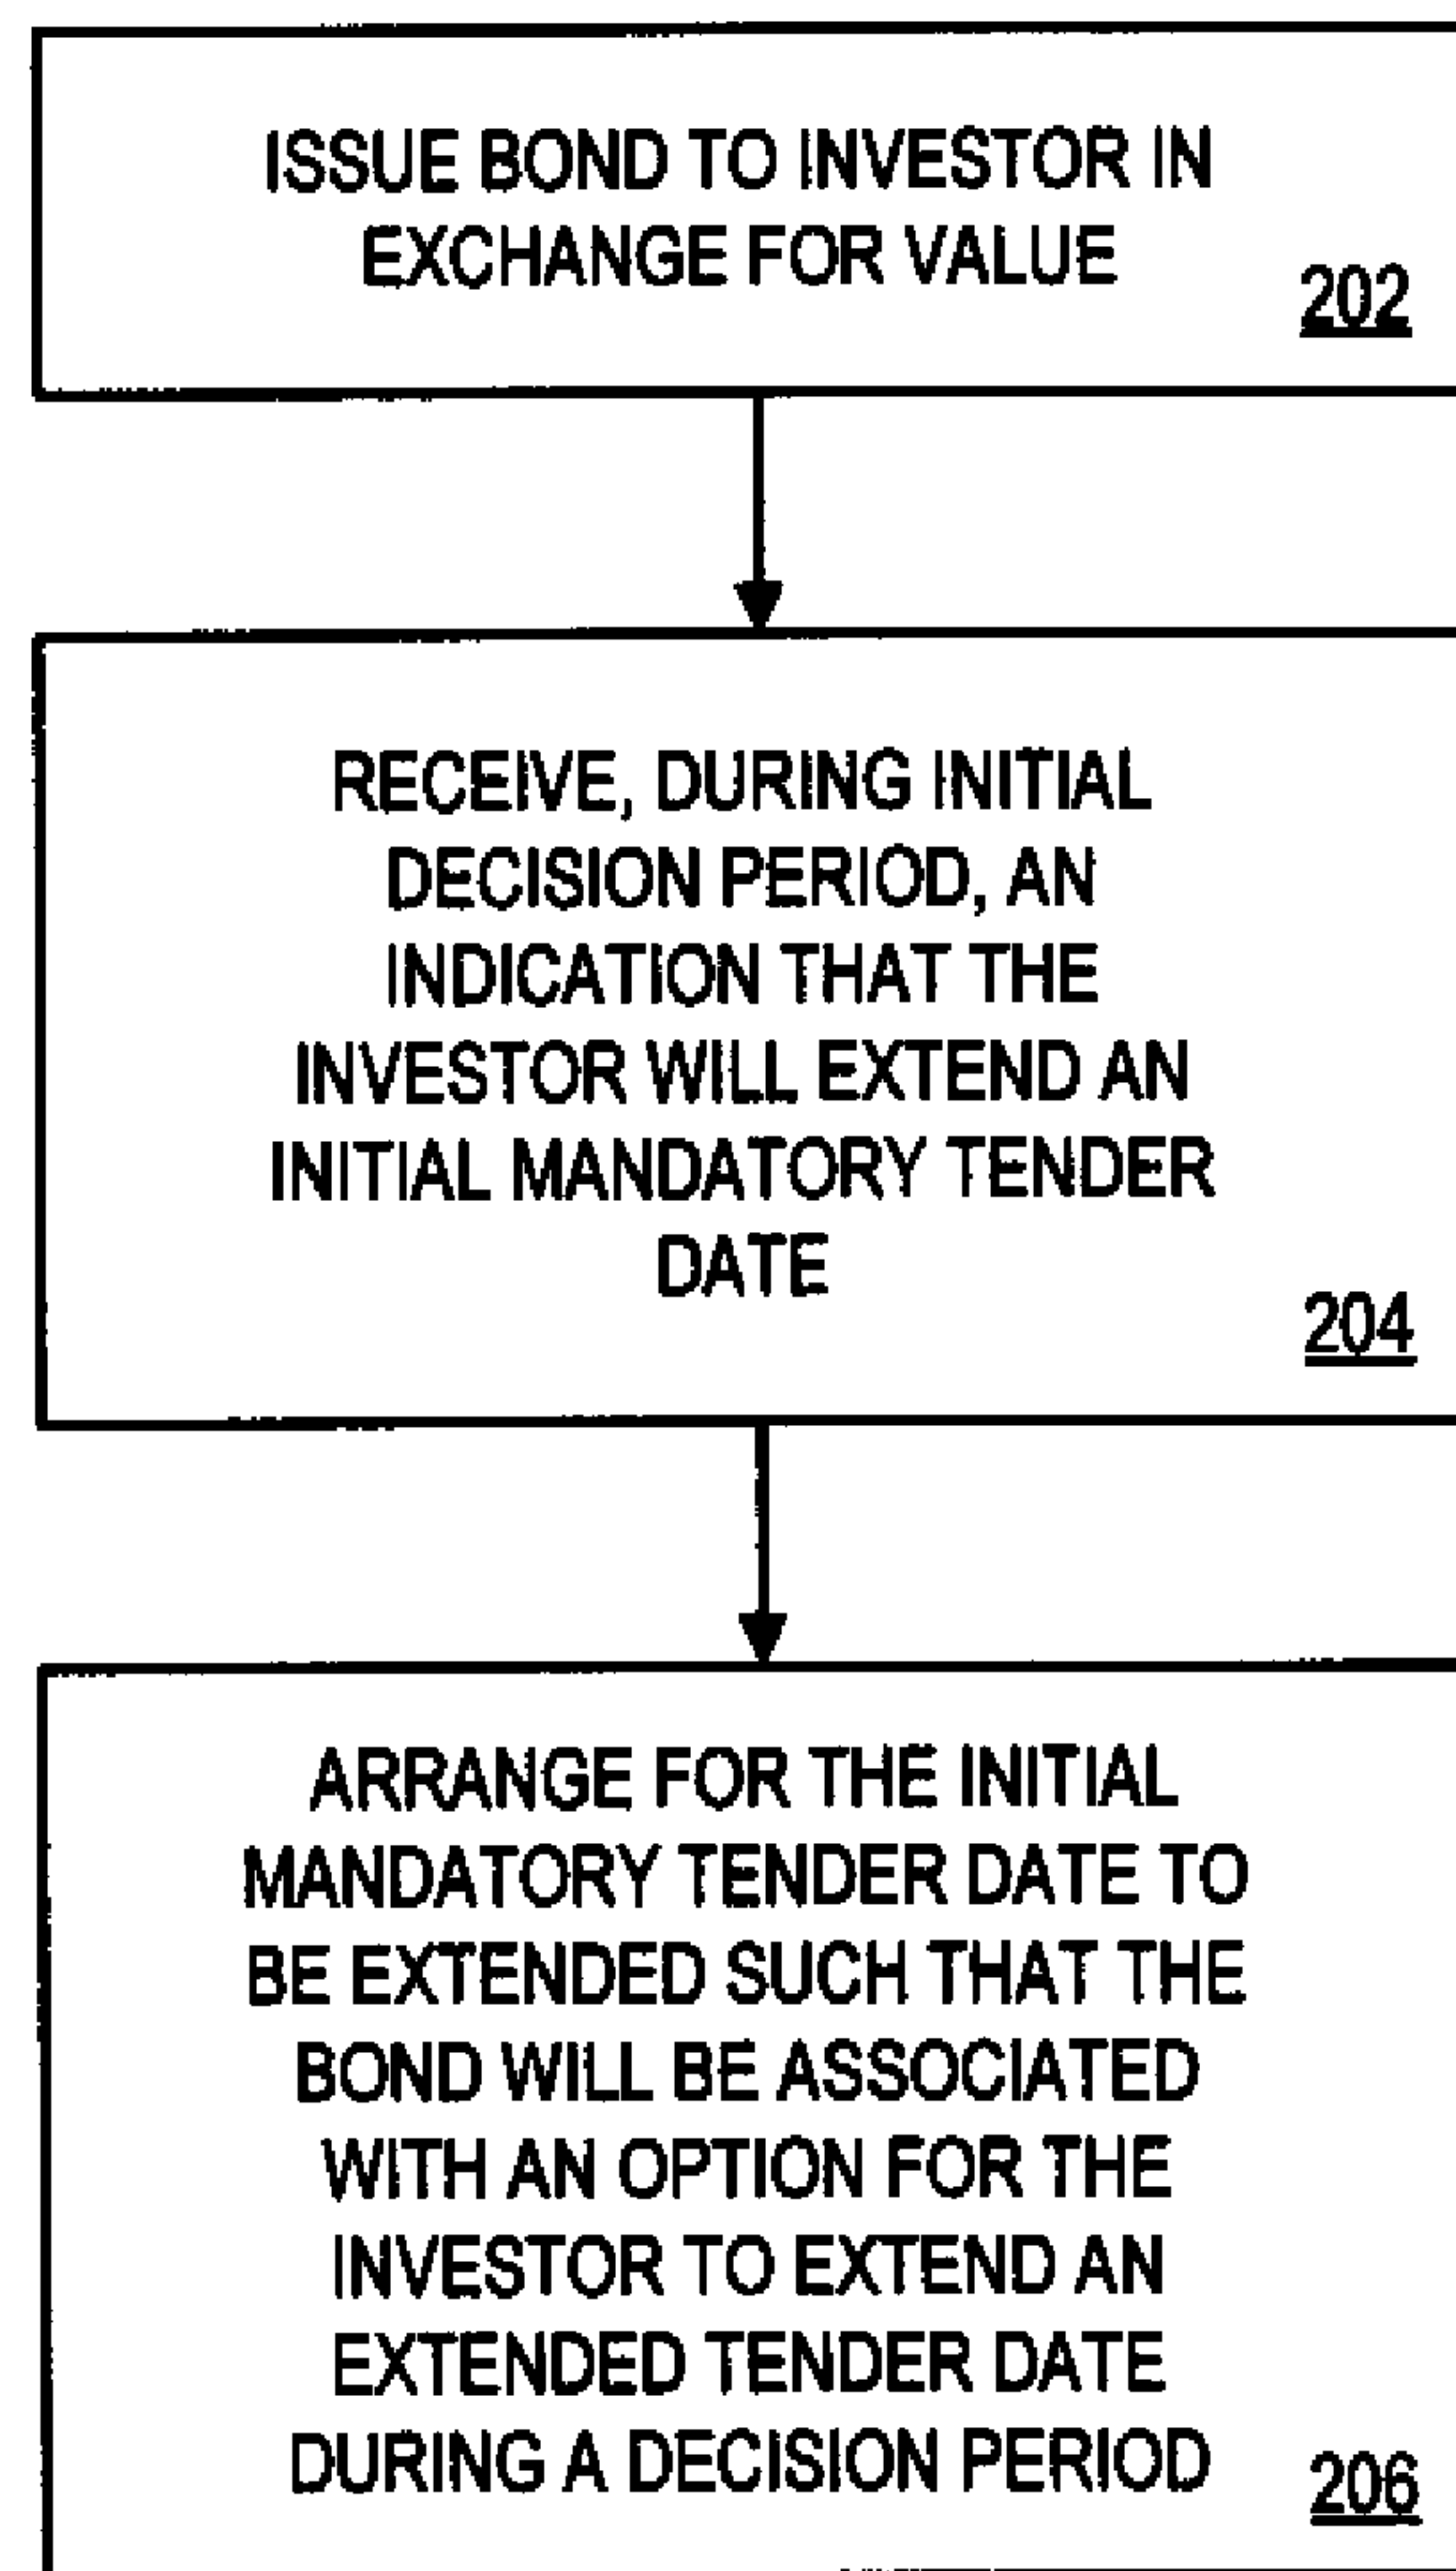 ISSUE BOND TO INVESTOR IN
EXCHANGE FOR VALUE
202
RECEIVE, DURING INITIAL
DECISION PERIOD, AN
INDICATION THAT THE
INVESTOR WILL EXTEND AN
INITIAL MANDATORY TENDER
DATE
204
ARRANGE FOR THE INITIAL
MANDATORY TENDER DATE TO
BE EXTENDED SUCH THAT THE
BOND WILL BE ASSOCIATED
WITH AN OPTION FOR THE
INVESTOR TO EXTEND AN
EXTENDED TENDER DATE
DURING A DECISION PERIOD
206